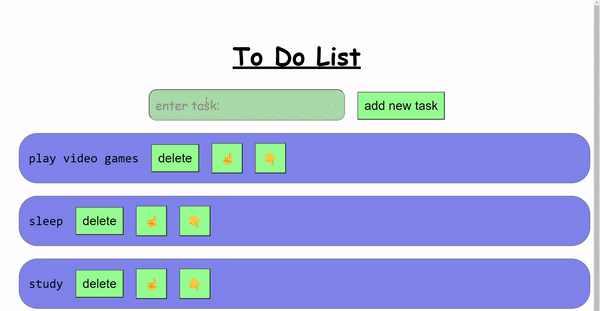 To Do List
enter task: add new task
play video games delete ☝ 👇
sleep delete ☝ 👇
study delete ☝ 👇